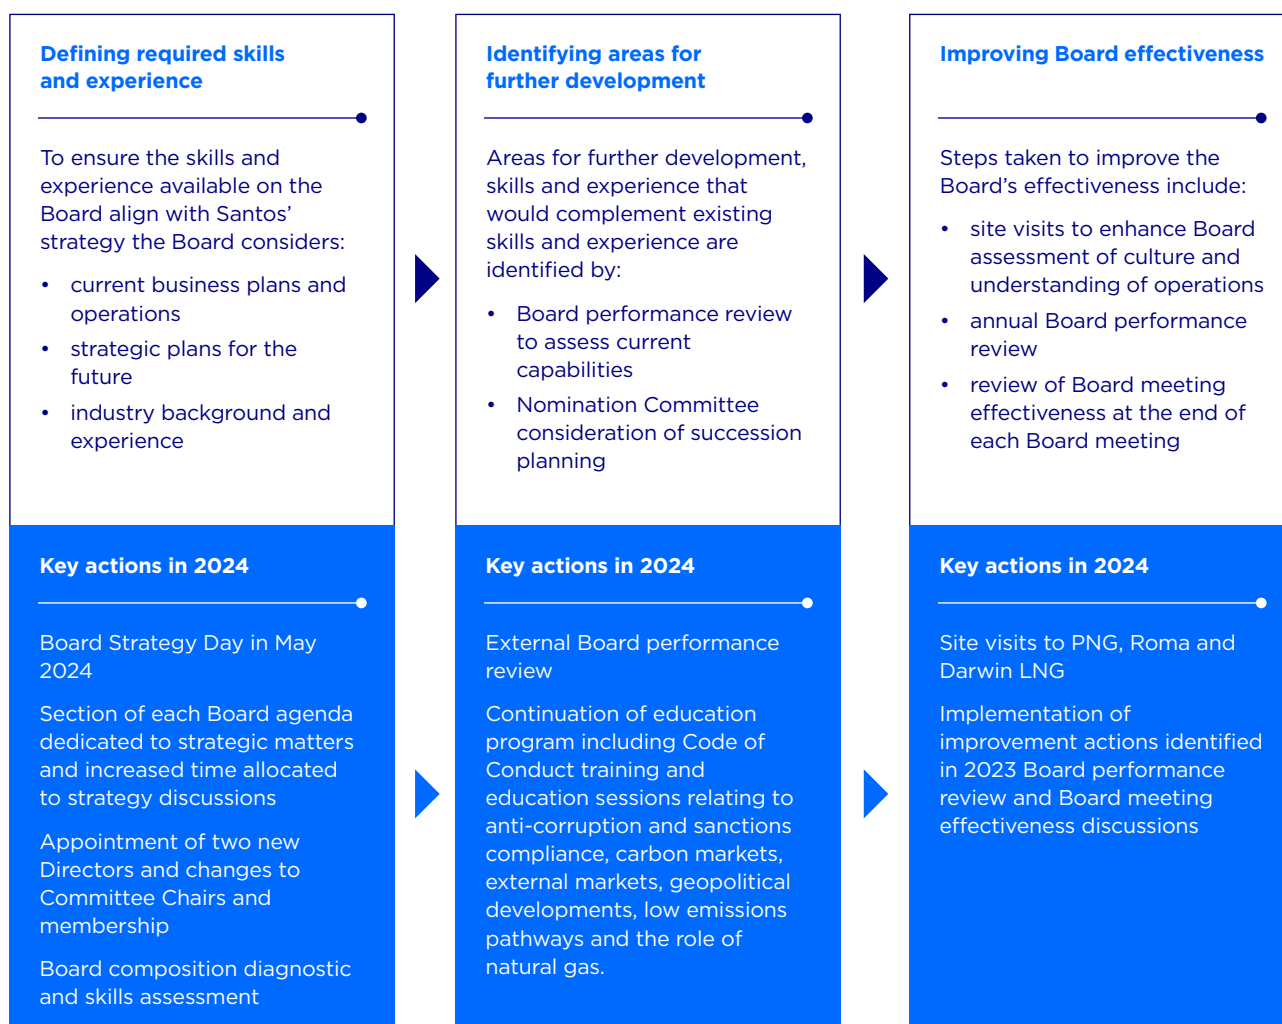 Defining required skills
and experience
To ensure the skills and
experience available on the
Board align with Santos’
strategy the Board considers:
• current business plans and
operations
• strategic plans for the
future
• industry background and
experience
Key actions in 2024
Board Strategy Day in May
2024
Section of each Board agenda
dedicated to strategic matters
and increased time allocated
to strategy discussions
Appointment of two new
Directors and changes to
Committee Chairs and
membership
Board composition diagnostic
and skills assessment
Identifying areas for
further development
Areas for further development,
skills and experience that
would complement existing
skills and experience are
identified by:
• Board performance review
to assess current
capabilities
• Nomination Committee
consideration of succession
planning
Key actions in 2024
External Board performance
review
Continuation of education
program including Code of
Conduct training and
education sessions relating to
anti-corruption and sanctions
compliance, carbon markets,
external markets, geopolitical
developments, low emissions
pathways and the role of
natural gas.
Improving Board effectiveness
Steps taken to improve the
Board’s effectiveness include:
• site visits to enhance Board
assessment of culture and
understanding of operations
• annual Board performance
review
• review of Board meeting
effectiveness at the end of
each Board meeting
Key actions in 2024
Site visits to PNG, Roma and
Darwin LNG
Implementation of
improvement actions identified
in 2023 Board performance
review and Board meeting
effectiveness discussions